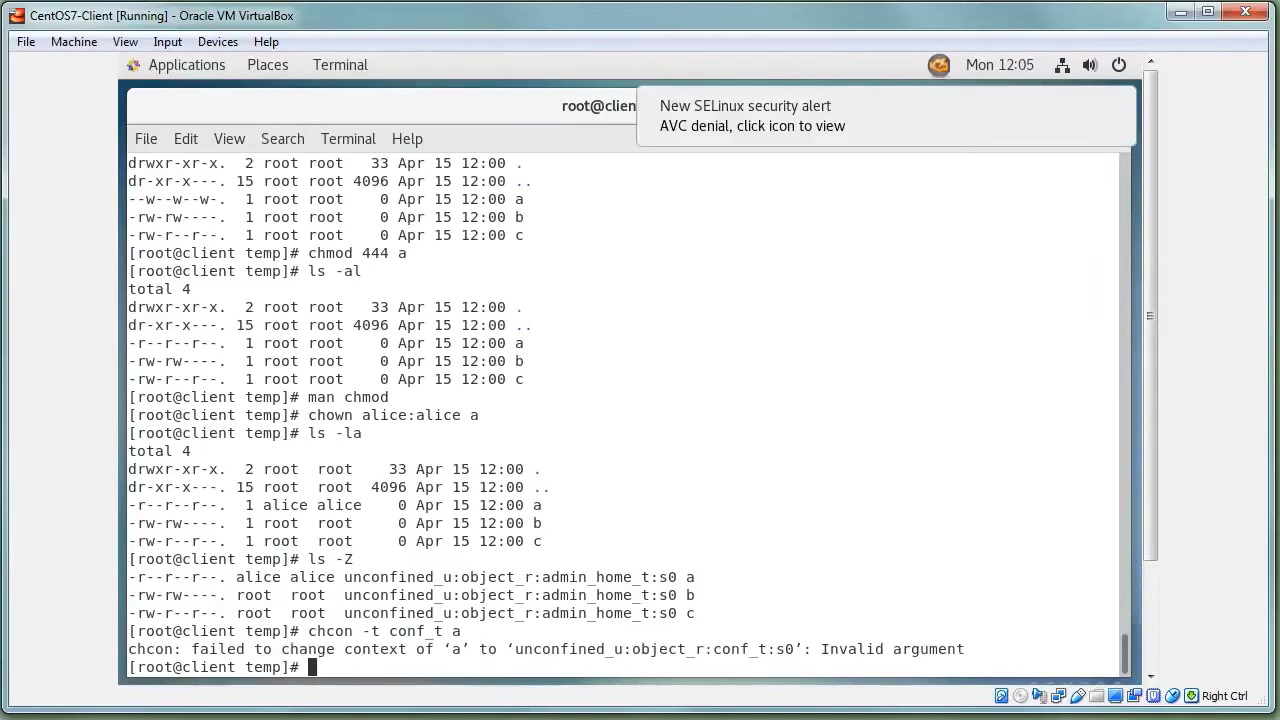 CentOS7-Client [Running] - Oracle VM VirtualBox
File Machine View Input Devices Help
Applications Places Terminal Mon 12:05
root@clien
New SELinux security alert
AVC denial, click icon to view
File Edit View Search Terminal Help
drwxr-xr-x. 2 root root 33 Apr 15 12:00 .
dr-xr-x---. 15 root root 4096 Apr 15 12:00 ..
--w--w--w-. 1 root root 0 Apr 15 12:00 a
-rw-rw----. 1 root root 0 Apr 15 12:00 b
-rw-r--r--. 1 root root 0 Apr 15 12:00 c
[root@client temp]# chmod 444 a
[root@client temp]# ls -al
total 4
drwxr-xr-x. 2 root root 33 Apr 15 12:00 .
dr-xr-x---. 15 root root 4096 Apr 15 12:00 ..
-r--r--r--. 1 root root 0 Apr 15 12:00 a
-rw-rw----. 1 root root 0 Apr 15 12:00 b
-rw-r--r--. 1 root root 0 Apr 15 12:00 c
[root@client temp]# man chmod
[root@client temp]# chown alice:alice a
[root@client temp]# ls -la
total 4
drwxr-xr-x. 2 root root 33 Apr 15 12:00 .
dr-xr-x---. 15 root root 4096 Apr 15 12:00 ..
-r--r--r--. 1 alice alice 0 Apr 15 12:00 a
-rw-rw----. 1 root root 0 Apr 15 12:00 b
-rw-r--r--. 1 root root 0 Apr 15 12:00 c
[root@client temp]# ls -Z
-r--r--r--. alice alice unconfined_u:object_r:admin_home_t:s0 a
-rw-rw----. root root unconfined_u:object_r:admin_home_t:s0 b
-rw-r--r--. root root unconfined_u:object_r:admin_home_t:s0 c
[root@client temp]# chcon -t conf_t a
chcon: failed to change context of ‘a’ to ‘unconfined_u:object_r:conf_t:s0’: Invalid argument
[root@client temp]#
Right Ctrl